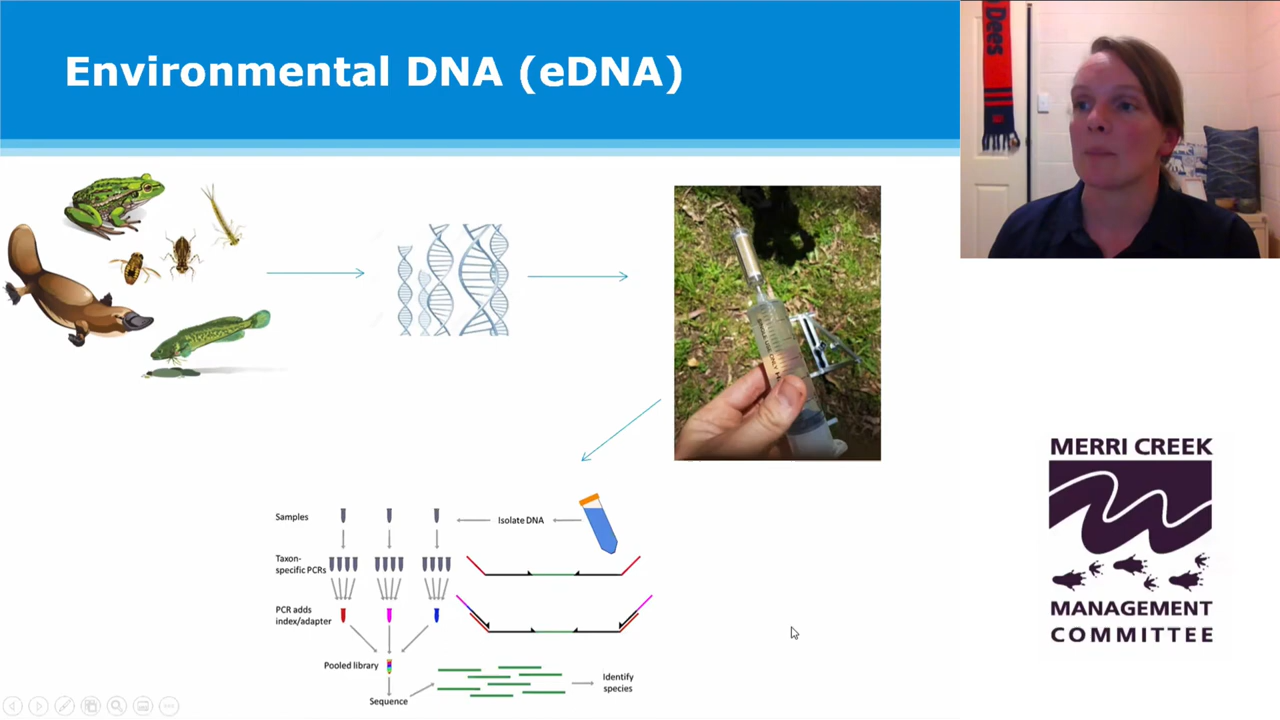 Environmental DNA (eDNA)
Dees
Samples
Isolate DNA
Taxon-
specific PCRs
PCR adds
index/adapter
Pooled library
Sequence
Identify
species
MERRI CREEK
MANAGEMENT
COMMITTEE